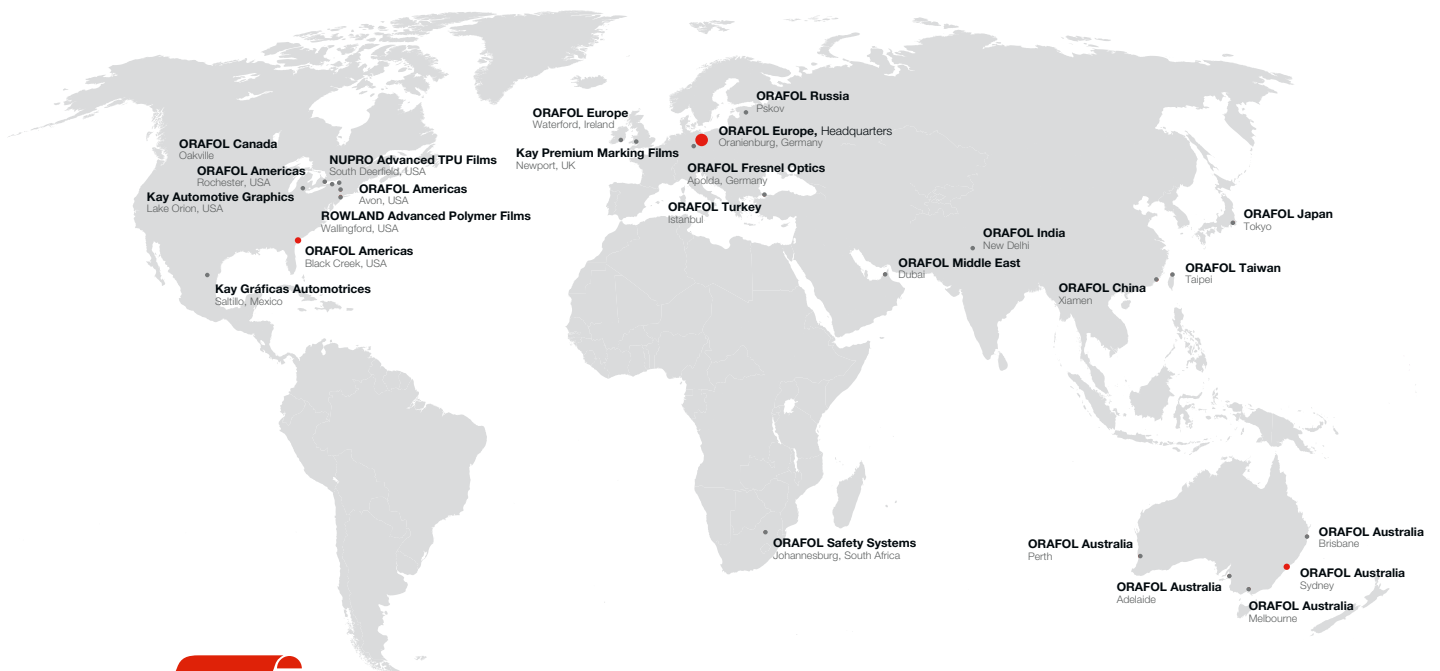 ORAFOL Russia
Pskov
ORAFOL Europe
Waterford, Ireland
ORAFOL Europe, Headquarters
Oranienburg, Germany
ORAFOL Canada
Oakville
Kay Premium Marking Films
Newport, UK
NUPRO Advanced TPU Films
South Deerfield, USA
ORAFOL Americas
Rochester, USA
ORAFOL Fresnel Optics
Apolda, Germany
ORAFOL Americas
Avon, USA
Kay Automotive Graphics
Lake Orion, USA
ORAFOL Turkey
Istanbul
ROWLAND Advanced Polymer Films
Wallingford, USA
ORAFOL Japan
Tokyo
ORAFOL India
New Delhi
ORAFOL Americas
Black Creek, USA
ORAFOL Middle East
Dubai
ORAFOL Taiwan
Taipei
Kay Gráficas Automotrices
Saltillo, Mexico
ORAFOL China
Xiamen
ORAFOL Australia
Brisbane
ORAFOL Safety Systems
Johannesburg, South Africa
ORAFOL Australia
Perth
ORAFOL Australia
Sydney
ORAFOL Australia
Adelaide
ORAFOL Australia
Melbourne